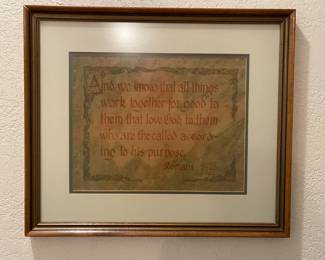 And we know that all things
work together for good to
them that love God, to them
who are the called accord-
ing to his purpose.
Romans